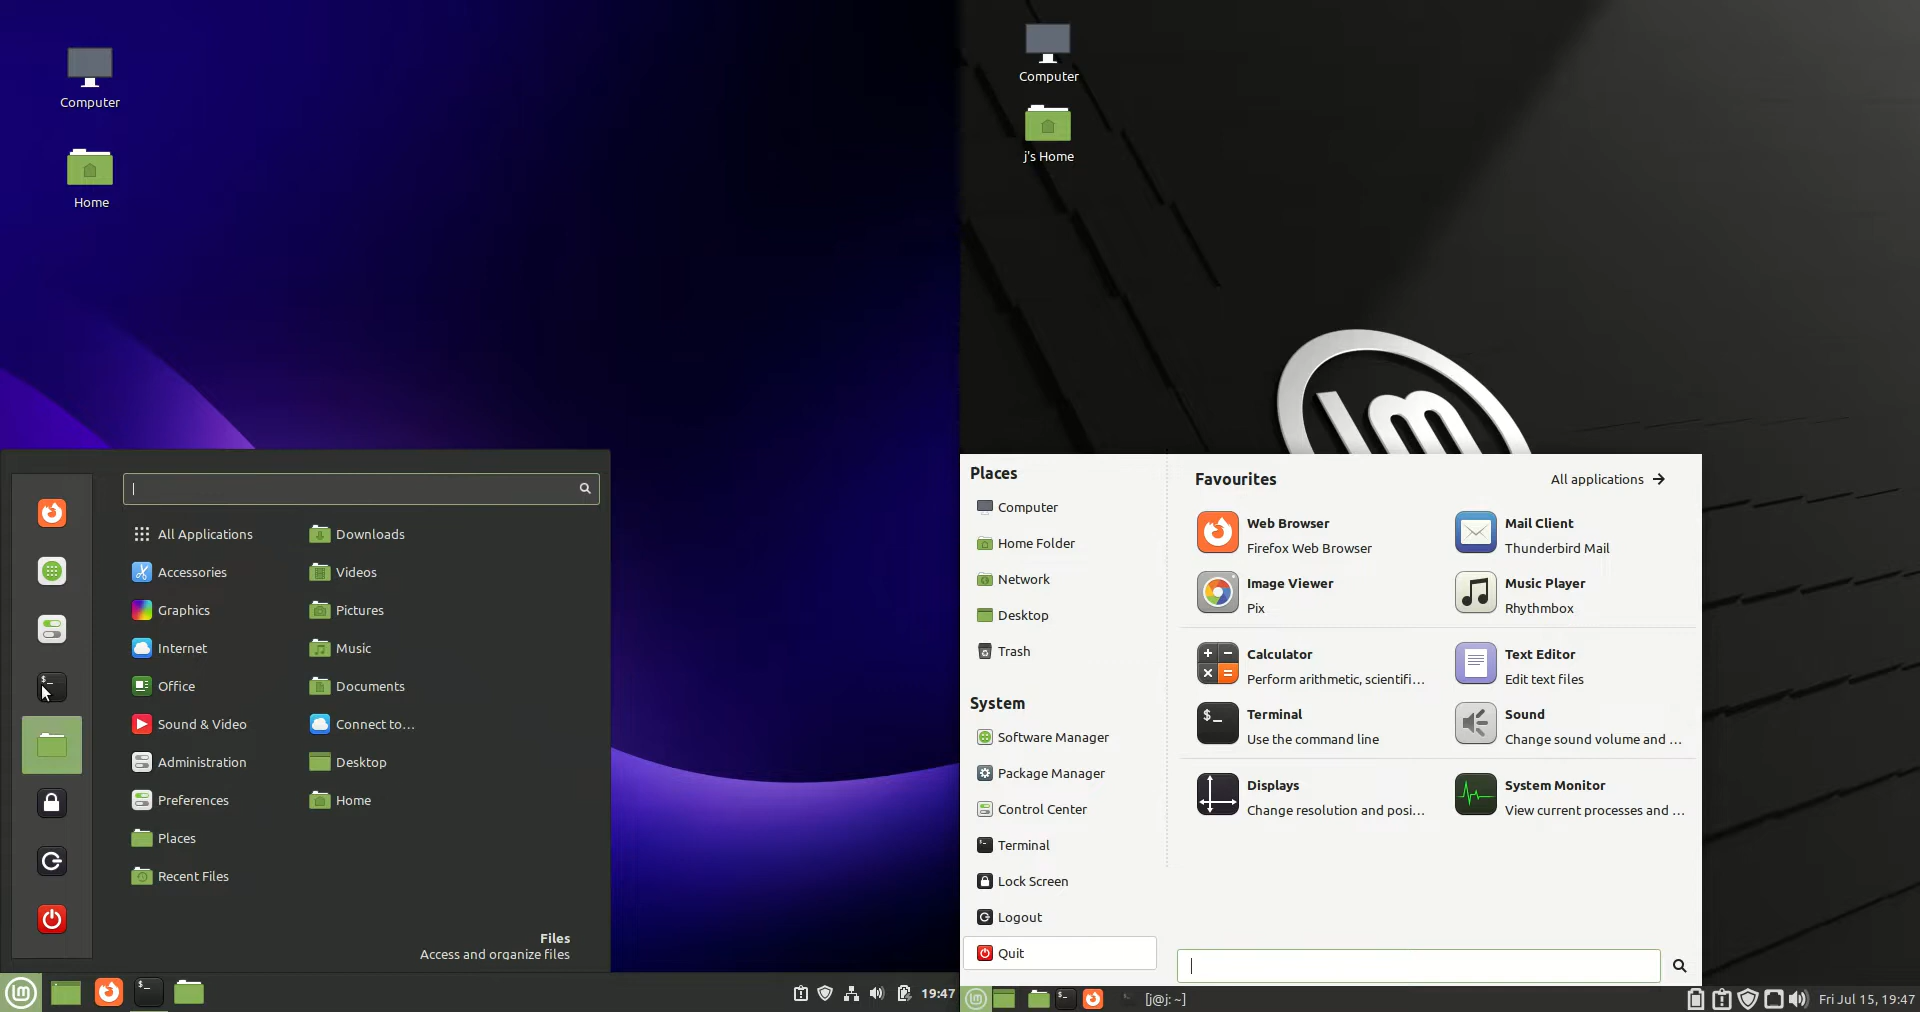 Computer
Home
All Applications
Accessories
Graphics
Internet
Office
Sound & Video
Administration
Preferences
Places
Recent Files
Downloads
Videos
Pictures
Music
Documents
Connect to...
Desktop
Home
Files
Access and organize files
19:47
Computer
j's Home
Places
Computer
Home Folder
Network
Desktop
Trash
System
Software Manager
Package Manager
Control Center
Terminal
Lock Screen
Logout
Quit
Favourites
All applications
Web Browser
Firefox Web Browser
Mail Client
Thunderbird Mail
Image Viewer
Pix
Music Player
Rhythmbox
Calculator
Perform arithmetic, scientifi...
Text Editor
Edit text files
Terminal
Use the command line
Sound
Change sound volume and ...
Displays
Change resolution and posi...
System Monitor
View current processes and ...
[j@j: ~]
Fri Jul 15, 19:47